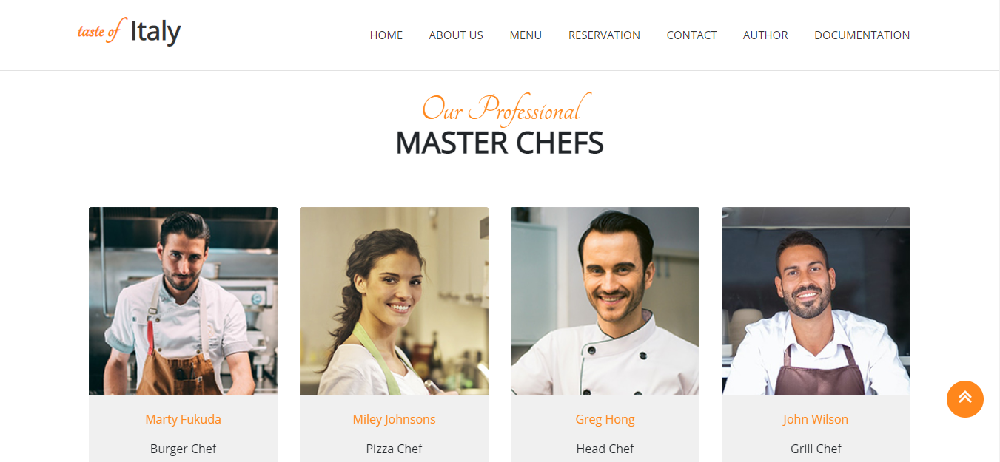 taste of Italy
HOME ABOUT US MENU RESERVATION CONTACT AUTHOR DOCUMENTATION
Our Professional
MASTER CHEFS
Marty Fukuda
Burger Chef
Miley Johnsons
Pizza Chef
Greg Hong
Head Chef
John Wilson
Grill Chef